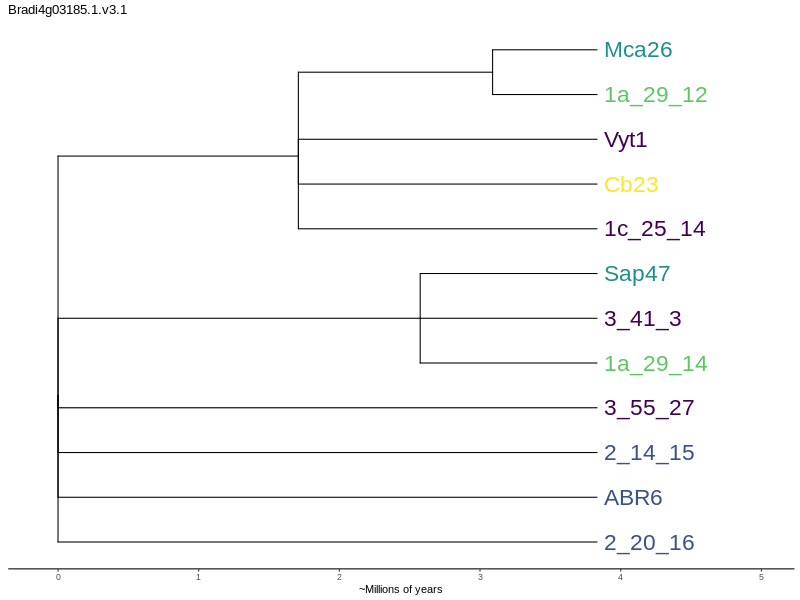 Bradi4g03185.1.v3.1
Mca26
1a_29_12
Vyt1
Cb23
1c_25_14
Sap47
3_41_3
1a_29_14
3_55_27
2_14_15
ABR6
2_20_16
0 1 2 3 4 5
~Millions of years